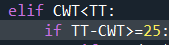 elif CWT<TT:
if TT-CWT>=25: